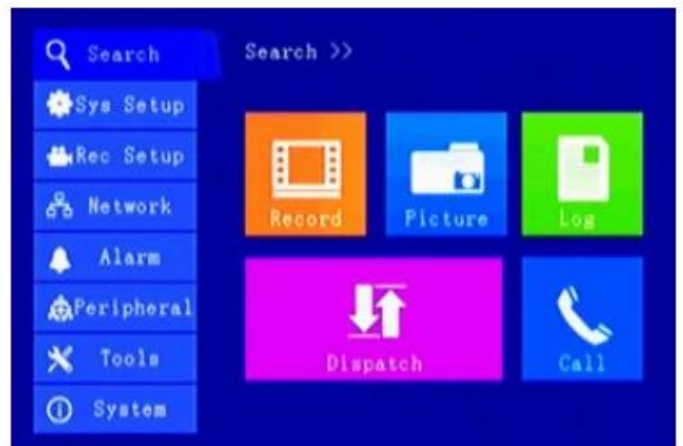 Search
Sys Setup
Rec Setup
Network
Alarm
Peripheral
Tools
System
Search >>
Record
Picture
Log
Dispatch
Call